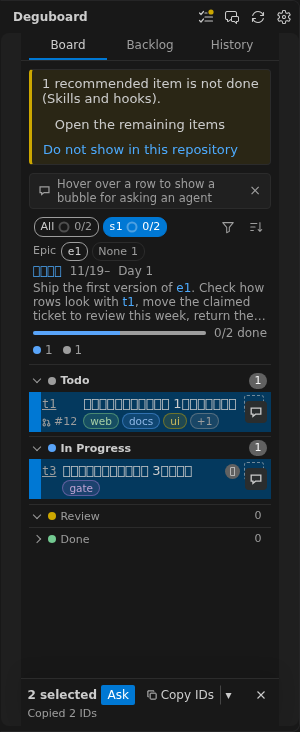 Deguboard
Board Backlog History
1 recommended item is not done
(Skills and hooks).
Open the remaining items
Do not show in this repository
Hover over a row to show a
bubble for asking an agent
All 0/2 s1 0/2
Epic e1 None 1
11/19– Day 1
Ship the first version of e1. Check how
rows look with t1, move the claimed
ticket to review this week, return the…
0/2 done
1 1
Todo 1
t1 1
#12 web docs ui +1
In Progress 1
t3 3
gate
Review 0
Done 0
2 selected Ask Copy IDs
Copied 2 IDs